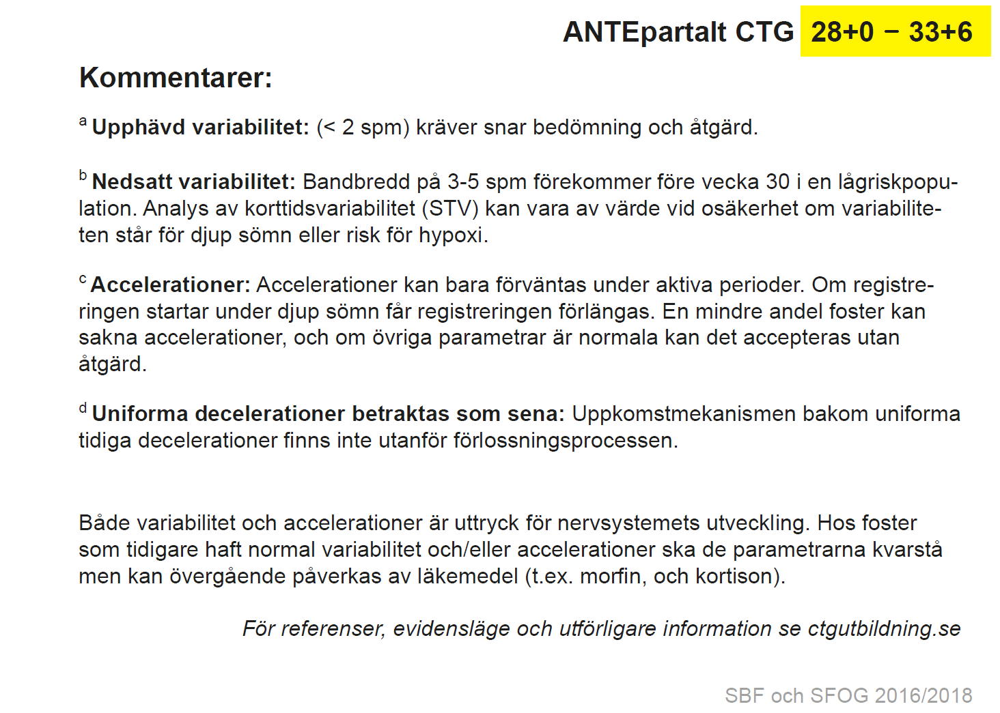 ANTEpartalt CTG 28+0 – 33+6
Kommentarer:
a Upphävd variabilitet: (< 2 spm) kräver snar bedömning och åtgärd.
b Nedsatt variabilitet: Bandbredd på 3-5 spm förekommer före vecka 30 i en lågriskpopu-
lation. Analys av korttidsvariabilitet (STV) kan vara av värde vid osäkerhet om variabilite-
ten står för djup sömn eller risk för hypoxi.
c Accelerationer: Accelerationer kan bara förväntas under aktiva perioder. Om registre-
ringen startar under djup sömn får registreringen förlängas. En mindre andel foster kan
sakna accelerationer, och om övriga parametrar är normala kan det accepteras utan
åtgärd.
d Uniforma decelerationer betraktas som sena: Uppkomstmekanismen bakom uniforma
tidiga decelerationer finns inte utanför förlossningsprocessen.
Både variabilitet och accelerationer är uttryck för nervsystemets utveckling. Hos foster
som tidigare haft normal variabilitet och/eller accelerationer ska de parametrarna kvarstå
men kan övergående påverkas av läkemedel (t.ex. morfin, och kortison).
För referenser, evidensläge och utförligare information se ctgutbildning.se
SBF och SFOG 2016/2018